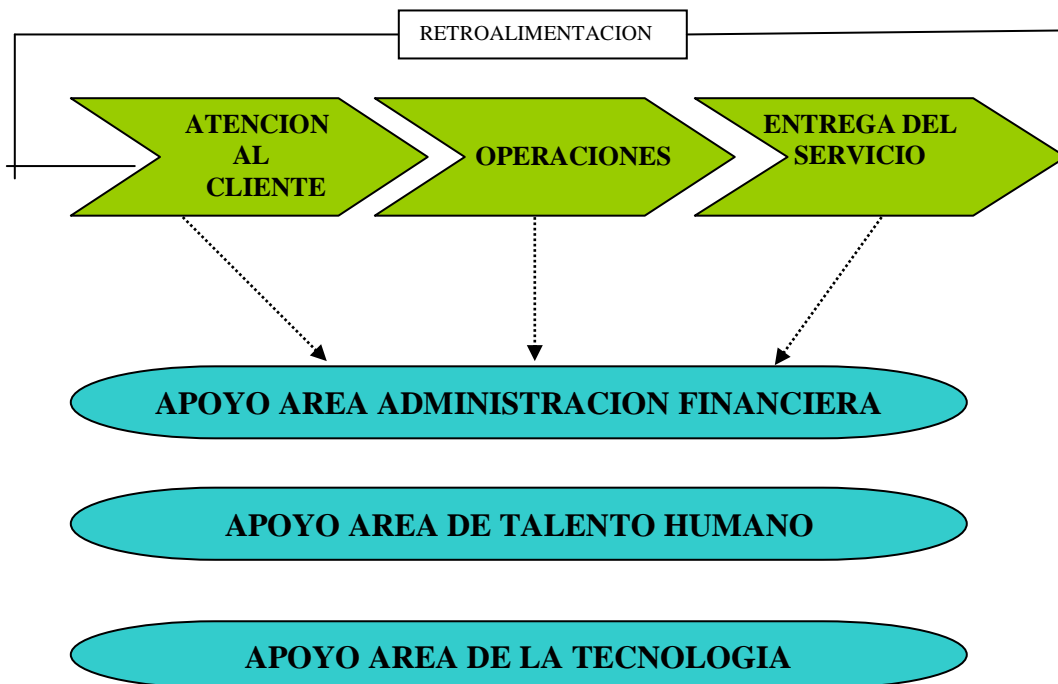 RETROALIMENTACION
ATENCION
AL
CLIENTE
OPERACIONES
ENTREGA DEL
SERVICIO
APOYO AREA ADMINISTRACION FINANCIERA
APOYO AREA DE TALENTO HUMANO
APOYO AREA DE LA TECNOLOGIA